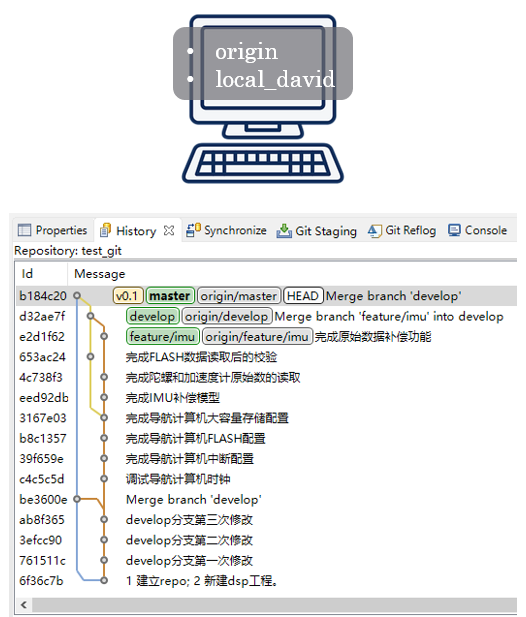 • origin
• local_david
Properties History Synchronize Git Staging Git Reflog Console
Repository: test_git
Id Message
b184c20 v0.1 master origin/master HEAD Merge branch 'develop'
d32ae7f develop origin/develop Merge branch 'feature/imu' into develop
e2d1f62 feature/imu origin/feature/imu 完成原始数据补偿功能
653ac24 完成FLASH数据读取后的校验
4c738f3 完成陀螺和加速度计原始数的读取
eed92db 完成IMU补偿模型
3167e03 完成导航计算机大容量存储配置
b8c1357 完成导航计算机FLASH配置
39f659e 完成导航计算机中断配置
c4c5c5d 调试导航计算机时钟
be3600e Merge branch 'develop'
ab8f365 develop分支第三次修改
3efcc90 develop分支第二次修改
761511c develop分支第一次修改
6f36c7b 1 建立repo; 2 新建dsp工程。